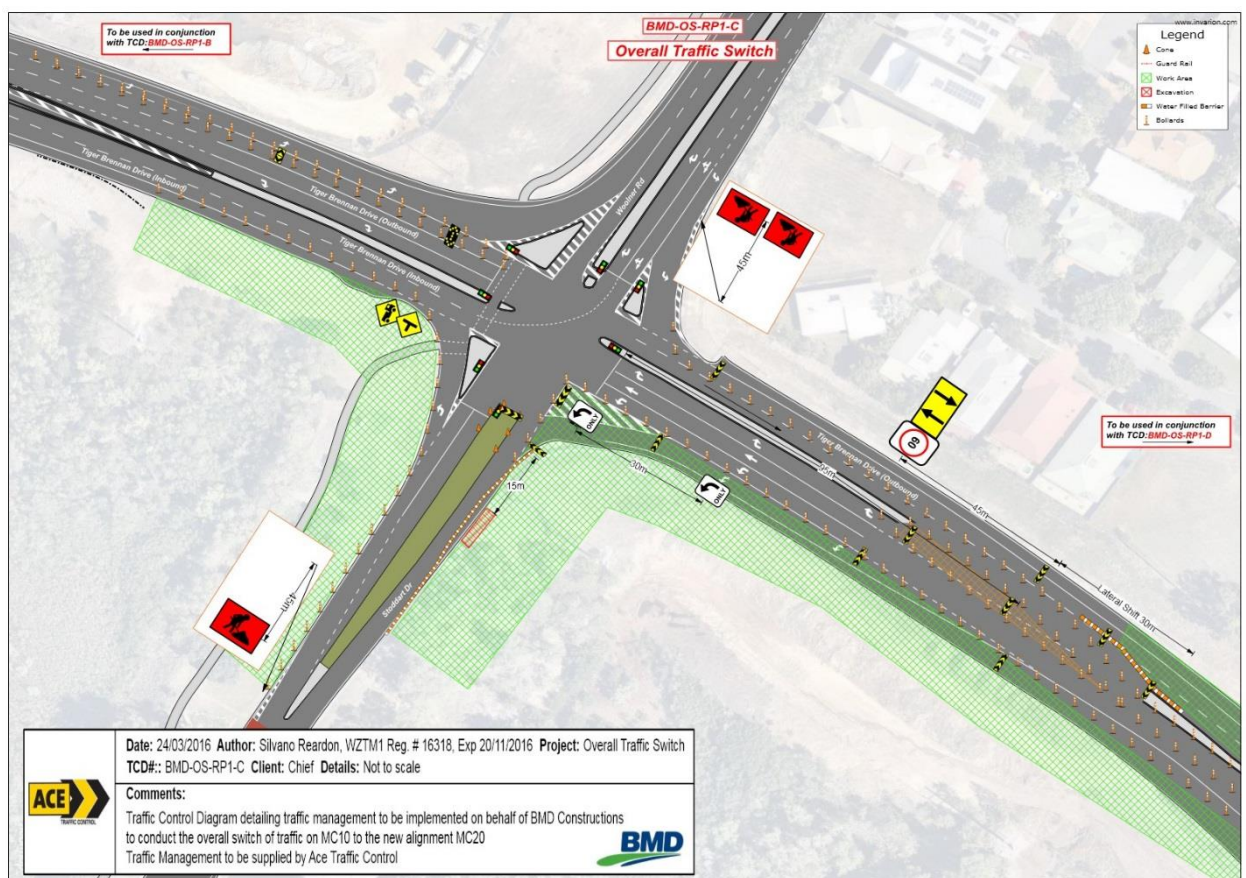 www.invarion.com
To be used in conjunction
with TCD:BMD-OS-RP1-B
BMD-OS-RP1-C
Overall Traffic Switch
Legend
Cone
Guard Rail
Work Area
Excavation
Water Filled Barrier
Bollards
Tiger Brennan Drive (Inbound)
Tiger Brennan Drive (Outbound)
Tiger Brennan Drive (Inbound)
Woolner Rd
45m
60
To be used in conjunction
with TCD:BMD-OS-RP1-D
ONLY
30m
ONLY
95m
Tiger Brennan Drive (Outbound)
45m
Lateral Shift 30m
15m
Stoddart Dr
45m
Date: 24/03/2016 Author: Silvano Reardon, WZTM1 Reg. # 16318, Exp 20/11/2016 Project: Overall Traffic Switch
TCD#:: BMD-OS-RP1-C Client: Chief Details: Not to scale
Comments:
Traffic Control Diagram detailing traffic management to be implemented on behalf of BMD Constructions
to conduct the overall switch of traffic on MC10 to the new alignment MC20
Traffic Management to be supplied by Ace Traffic Control
ACE
TRAFFIC CONTROL
BMD